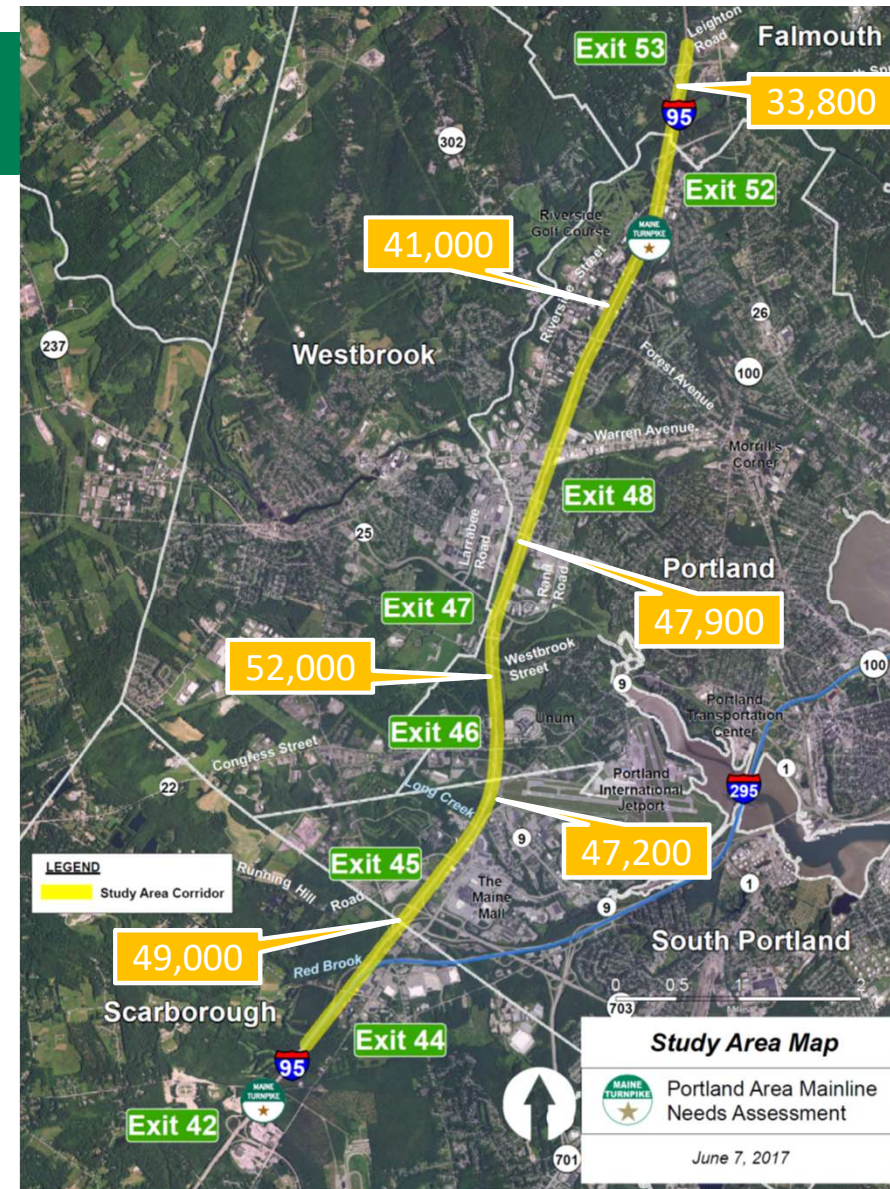 Leighton
Road
Falmouth
Exit 53
33,800
95
302
Exit 52
Riverside
Golf Course
MAINE
TURNPIKE
41,000
Riverside Street
26
237
Westbrook
Forest Avenue
100
Warren Avenue
Morrill's
Corner
Exit 48
25
Larrabee
Road
Rand
Road
Portland
Exit 47
47,900
52,000
Westbrook
Street
9
100
Portland
Transportation
Center
Unum
Exit 46
Congress Street
22
Long Creek
Portland
International
Jetport
1
295
9
47,200
LEGEND
Study Area Corridor
Running Hill Road
Exit 45
The
Maine
Mall
9
1
49,000
Red Brook
South Portland
0 0.5 1 2
Miles
703
Scarborough
Exit 44
95
MAINE
TURNPIKE
Exit 42
Study Area Map
MAINE
TURNPIKE
Portland Area Mainline
Needs Assessment
701
June 7, 2017